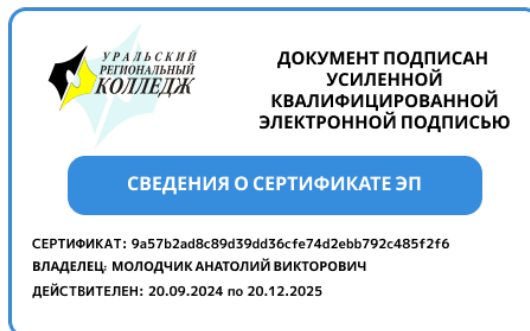 УРАЛЬСКИЙ
РЕГИОНАЛЬНЫЙ
КОЛЛЕДЖ
ДОКУМЕНТ ПОДПИСАН
УСИЛЕННОЙ
КВАЛИФИЦИРОВАННОЙ
ЭЛЕКТРОННОЙ ПОДПИСЬЮ
СВЕДЕНИЯ О СЕРТИФИКАТЕ ЭП
СЕРТИФИКАТ: 9a57b2ad8c89d39dd36cfe74d2ebb792c485f2f6
ВЛАДЕЛЕЦ: МОЛОДЧИК АНАТОЛИЙ ВИКТОРОВИЧ
ДЕЙСТВИТЕЛЕН: 20.09.2024 по 20.12.2025